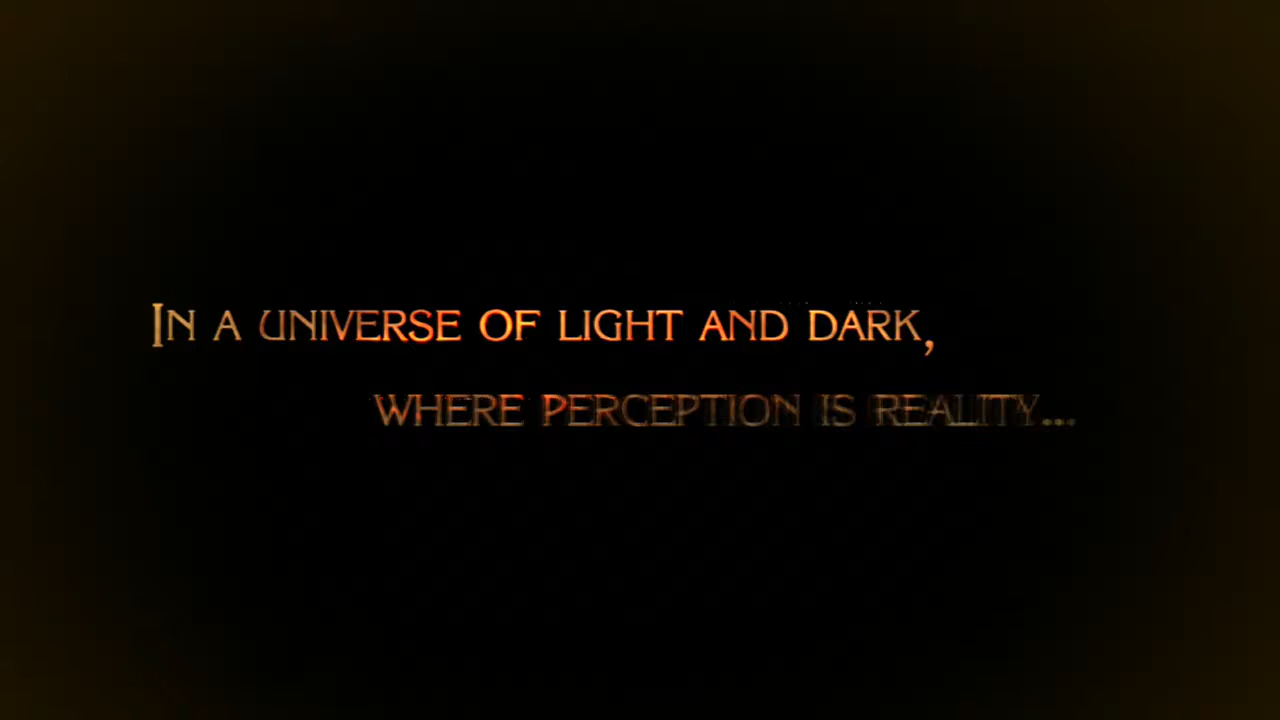 In a universe of light and dark,
where perception is reality...